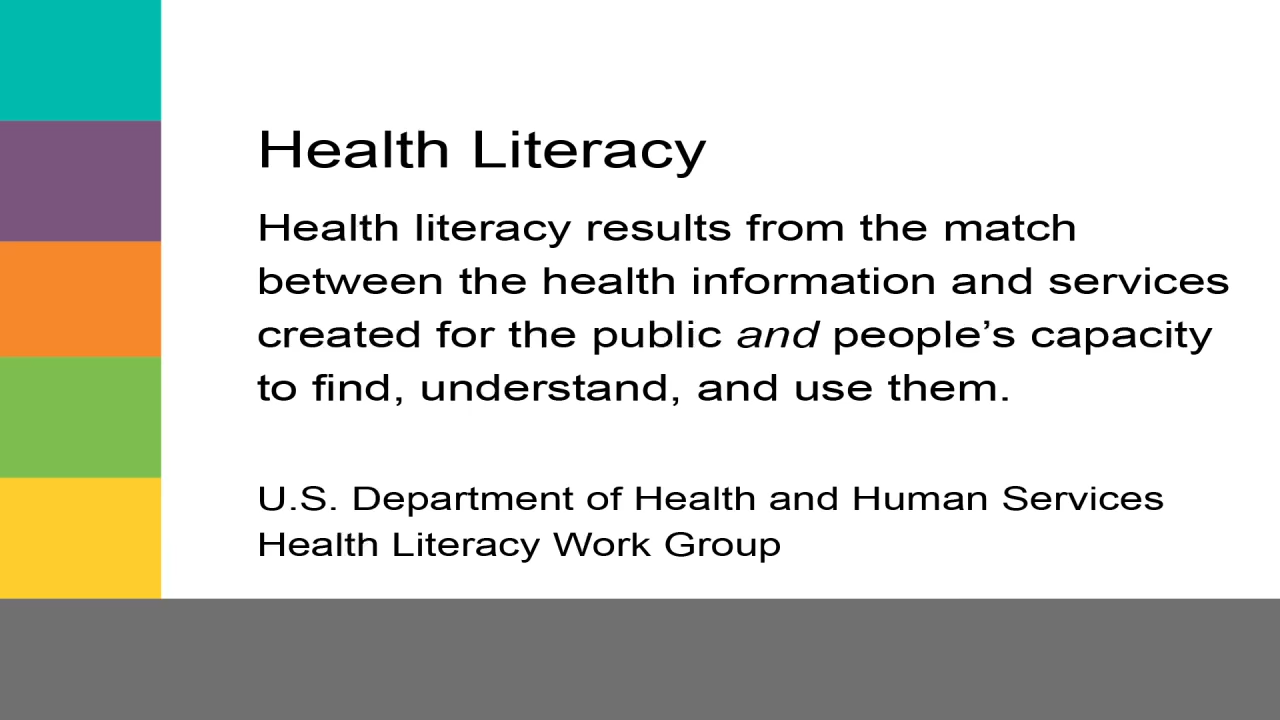 Health Literacy
Health literacy results from the match
between the health information and services
created for the public and people’s capacity
to find, understand, and use them.
U.S. Department of Health and Human Services
Health Literacy Work Group